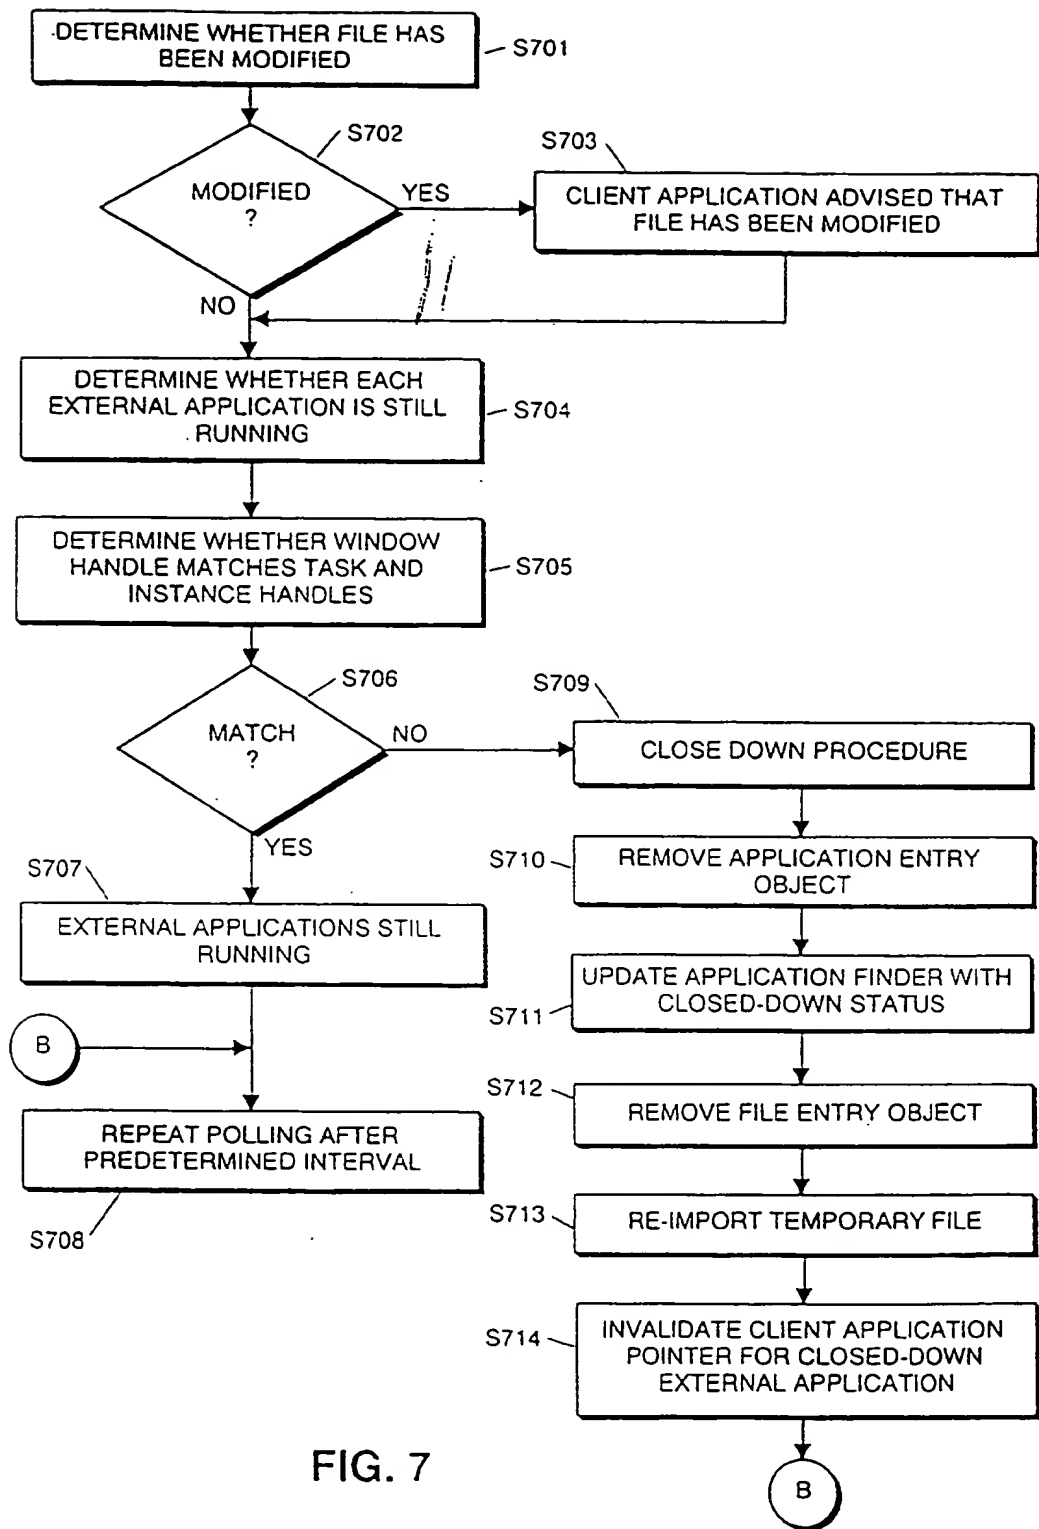 DETERMINE WHETHER FILE HAS
BEEN MODIFIED
S701
S702
MODIFIED
?
YES
NO
S703
CLIENT APPLICATION ADVISED THAT
FILE HAS BEEN MODIFIED
DETERMINE WHETHER EACH
EXTERNAL APPLICATION IS STILL
RUNNING
S704
DETERMINE WHETHER WINDOW
HANDLE MATCHES TASK AND
INSTANCE HANDLES
S705
S706
MATCH
?
NO
YES
S707
EXTERNAL APPLICATIONS STILL
RUNNING
B
REPEAT POLLING AFTER
PREDETERMINED INTERVAL
S708
S709
CLOSE DOWN PROCEDURE
S710
REMOVE APPLICATION ENTRY
OBJECT
UPDATE APPLICATION FINDER WITH
CLOSED-DOWN STATUS
S711
S712
REMOVE FILE ENTRY OBJECT
S713
RE-IMPORT TEMPORARY FILE
S714
INVALIDATE CLIENT APPLICATION
POINTER FOR CLOSED-DOWN
EXTERNAL APPLICATION
B
FIG. 7